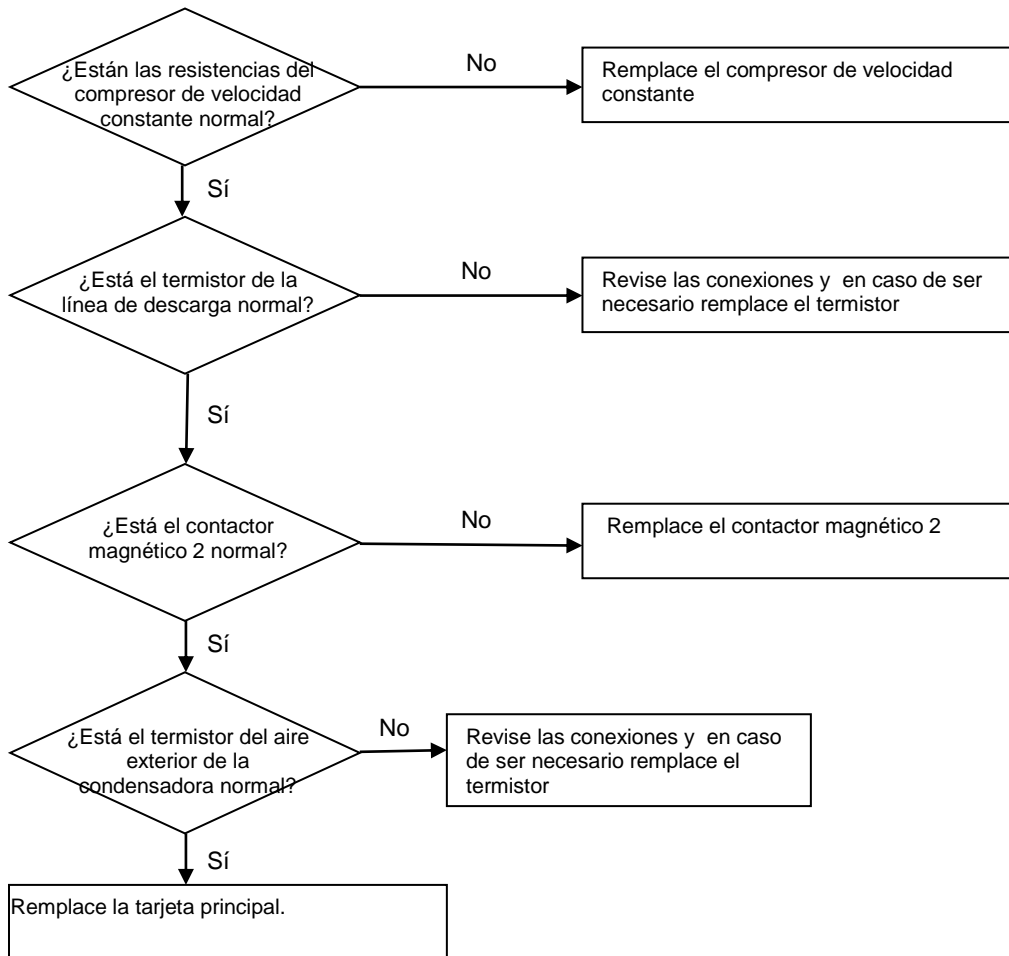 ¿Están las resistencias del
compresor de velocidad
constante normal?
No
Remplace el compresor de velocidad
constante
Sí
¿Está el termistor de la
línea de descarga normal?
No
Revise las conexiones y  en caso de ser
necesario remplace el termistor
Sí
¿Está el contactor
magnético 2 normal?
No
Remplace el contactor magnético 2
Sí
¿Está el termistor del aire
exterior de la
condensadora normal?
No
Revise las conexiones y  en caso
de ser necesario remplace el
termistor
Sí
Remplace la tarjeta principal.